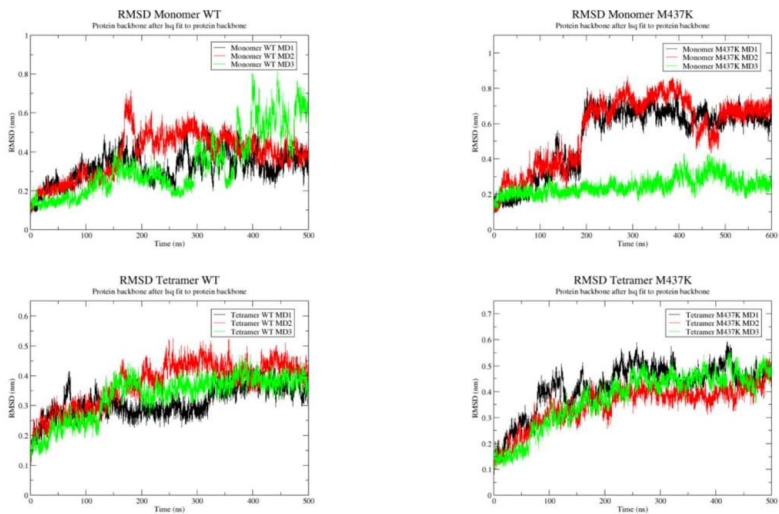 RMSD Monomer WT
Protein backbone after lsq fit to protein backbone
1
0.8
0.6
0.4
0.2
0
RMSD (nm)
Monomer WT MD1
Monomer WT MD2
Monomer WT MD3
0
100
200
300
400
500
Time (ns)
RMSD Monomer M437K
Protein backbone after lsq fit to protein backbone
1
0.8
0.6
0.4
0.2
0
RMSD (nm)
Monomer M437K MD1
Monomer M437K MD2
Monomer M437K MD3
0
100
200
300
400
500
600
Time (ns)
RMSD Tetramer WT
Protein backbone after lsq fit to protein backbone
0.6
0.5
0.4
0.3
0.2
0.1
0
RMSD (nm)
Tetramer WT MD1
Tetramer WT MD2
Tetramer WT MD3
0
100
200
300
400
500
Time (ns)
RMSD Tetramer M437K
Protein backbone after lsq fit to protein backbone
0.7
0.6
0.5
0.4
0.3
0.2
0.1
0
RMSD (nm)
Tetramer M437K MD1
Tetramer M437K MD2
Tetramer M437K MD3
0
100
200
300
400
500
Time (ns)